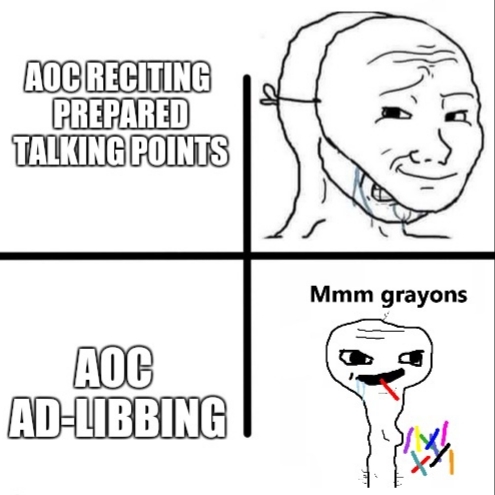 AOC RECITING
PREPARED
TALKING POINTS
Mmm grayons
AOC
AD-LIBBING